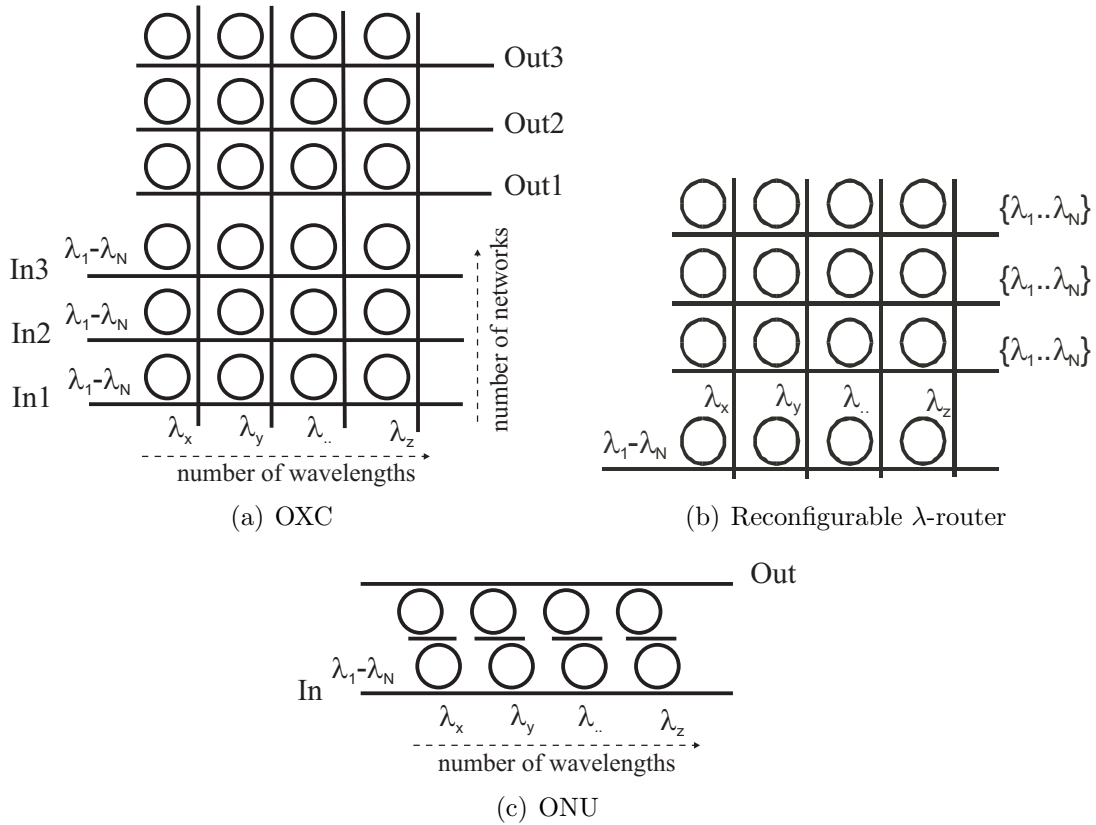 Out3
Out2
Out1
In3 λ₁-λN
In2 λ₁-λN
In1 λ₁-λN
λx λy λ.. λz
number of wavelengths
number of networks
(a) OXC
{λ₁..λN}
{λ₁..λN}
{λ₁..λN}
λx λy λ.. λz
λ₁-λN
(b) Reconfigurable λ-router
Out
In λ₁-λN
λx λy λ.. λz
number of wavelengths
(c) ONU